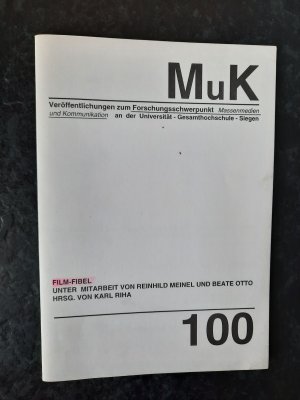 MuK
Veröffentlichungen zum Forschungsschwerpunkt Massenmedien
und Kommunikation an der Universität - Gesamthochschule - Siegen
FILM-FIBEL
UNTER MITARBEIT VON REINHILD MEINEL UND BEATE OTTO
HRSG. VON KARL RIHA
100